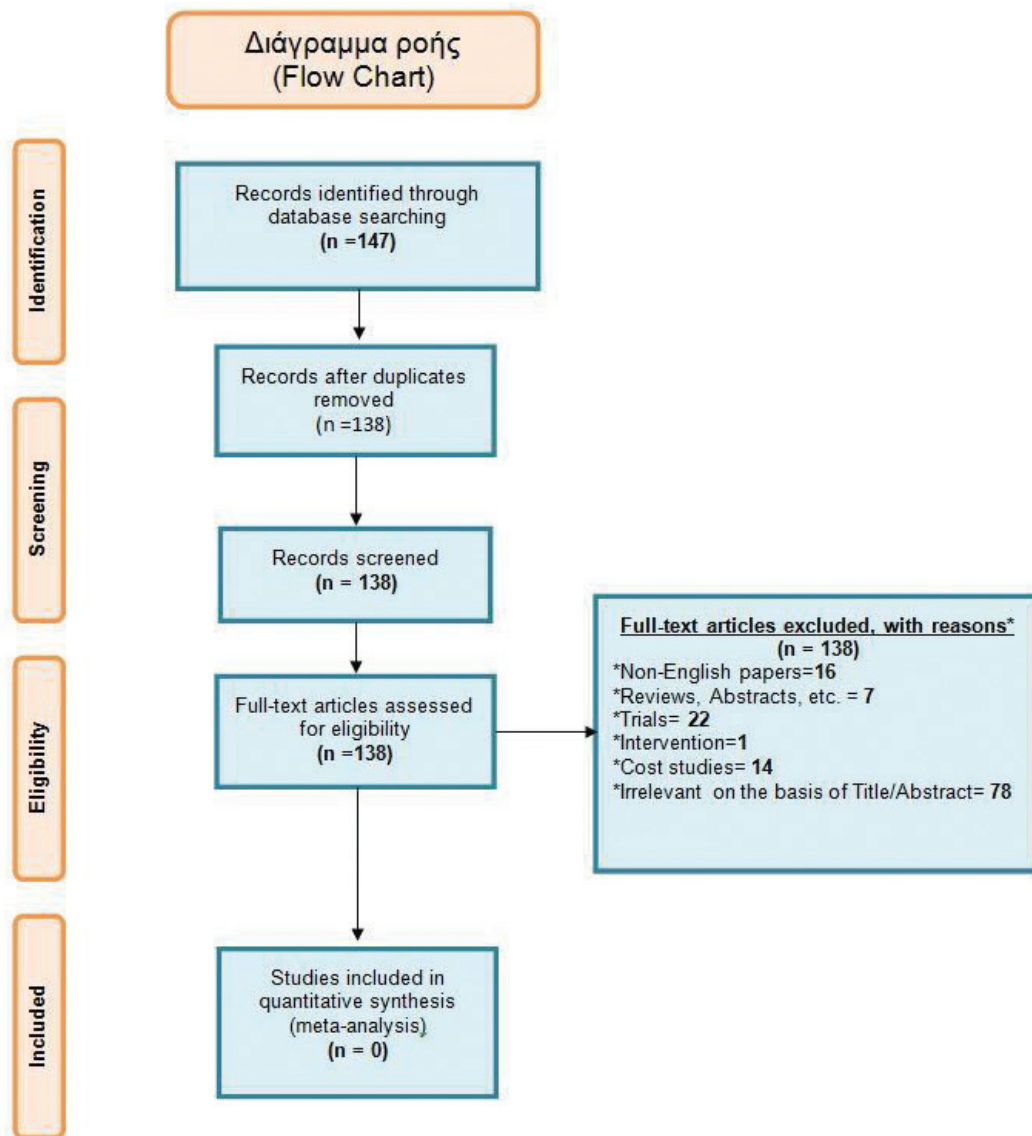 Διάγραμμα ροής
(Flow Chart)
Identification
Records identified through
database searching
(n =147)
Records after duplicates
removed
(n =138)
Screening
Records screened
(n = 138)
Eligibility
Full-text articles assessed
for eligibility
(n =138)
Full-text articles excluded, with reasons*
(n = 138)
*Non-English papers=16
*Reviews, Abstracts, etc. = 7
*Trials= 22
*Intervention=1
*Cost studies= 14
*Irrelevant on the basis of Title/Abstract= 78
Included
Studies included in
quantitative synthesis
(meta-analysis)
(n = 0)